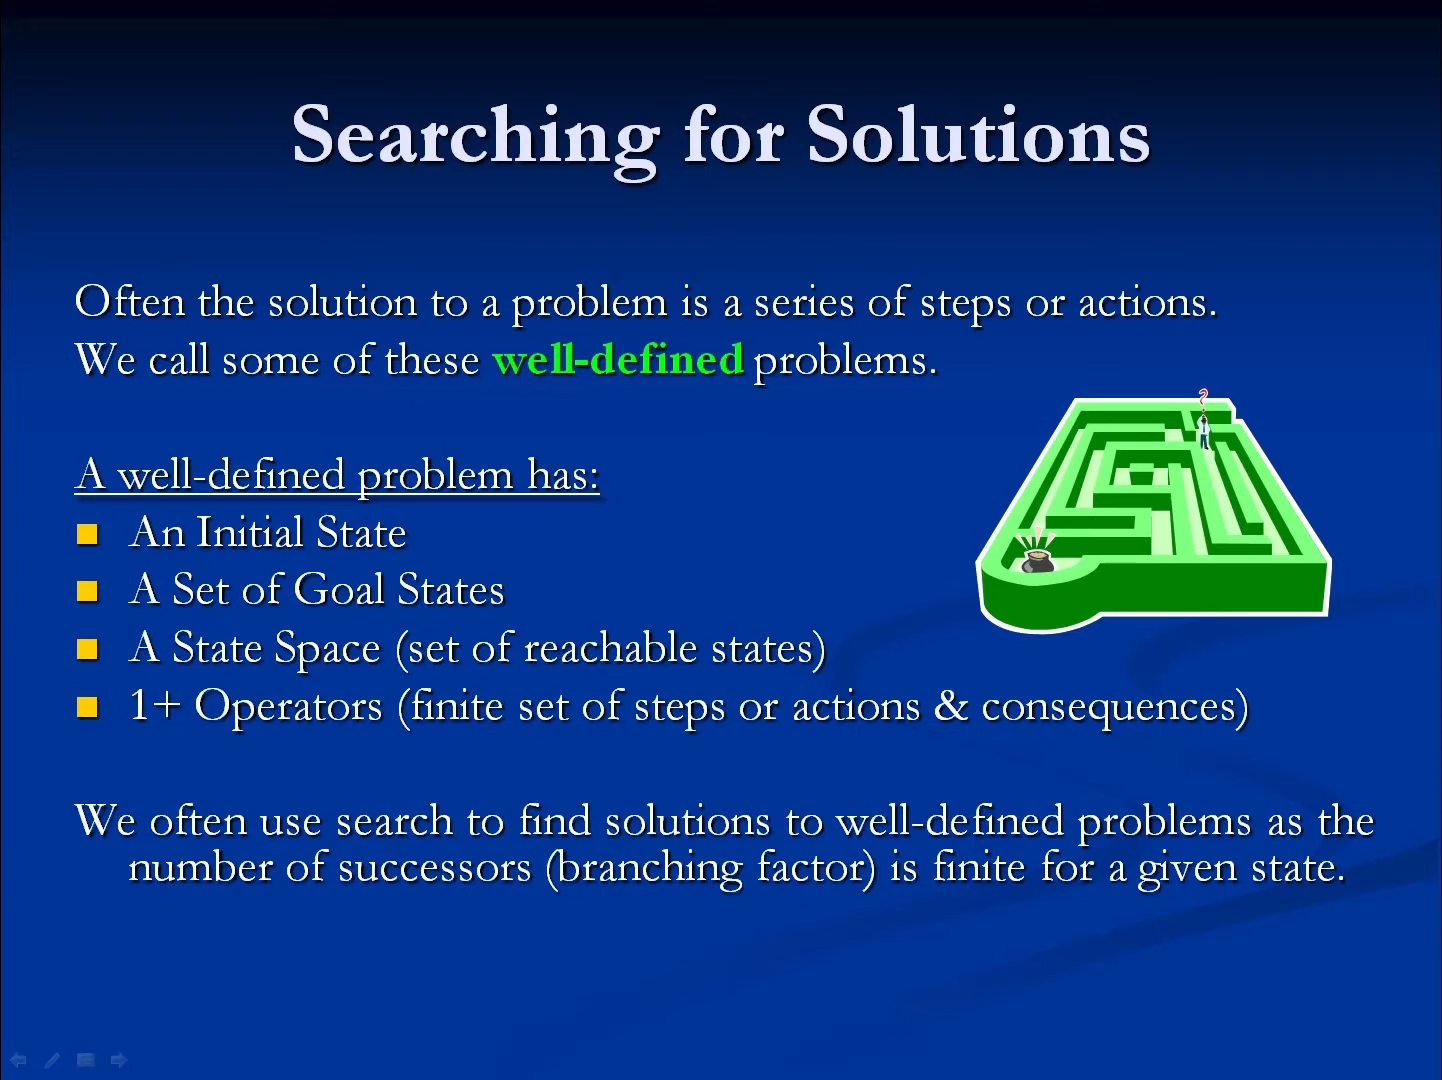 Searching for Solutions
Often the solution to a problem is a series of steps or actions.
We call some of these well-defined problems.
?
A well-defined problem has:
An Initial State
A Set of Goal States
A State Space (set of reachable states)
1+ Operators (finite set of steps or actions & consequences)
We often use search to find solutions to well-defined problems as the
number of successors (branching factor) is finite for a given state.